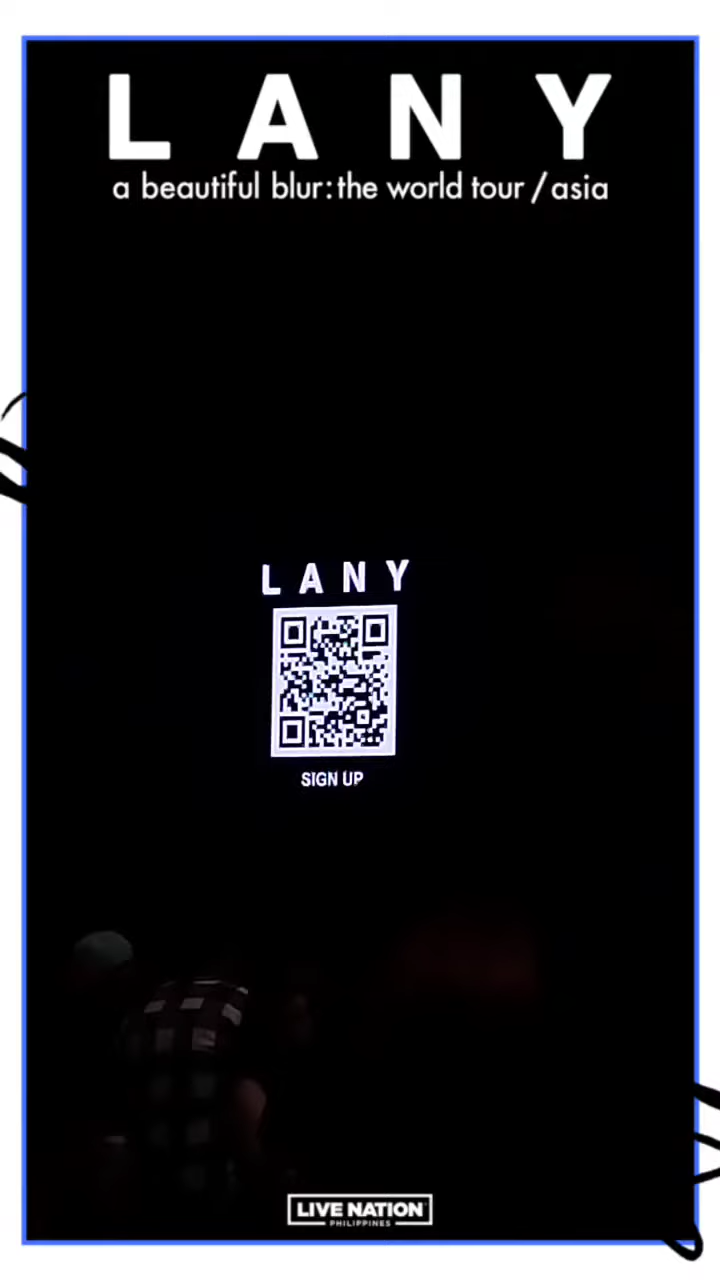 L A N Y
a beautiful blur: the world tour / asia
L A N Y
SIGN UP
LIVE NATION
PHILIPPINES